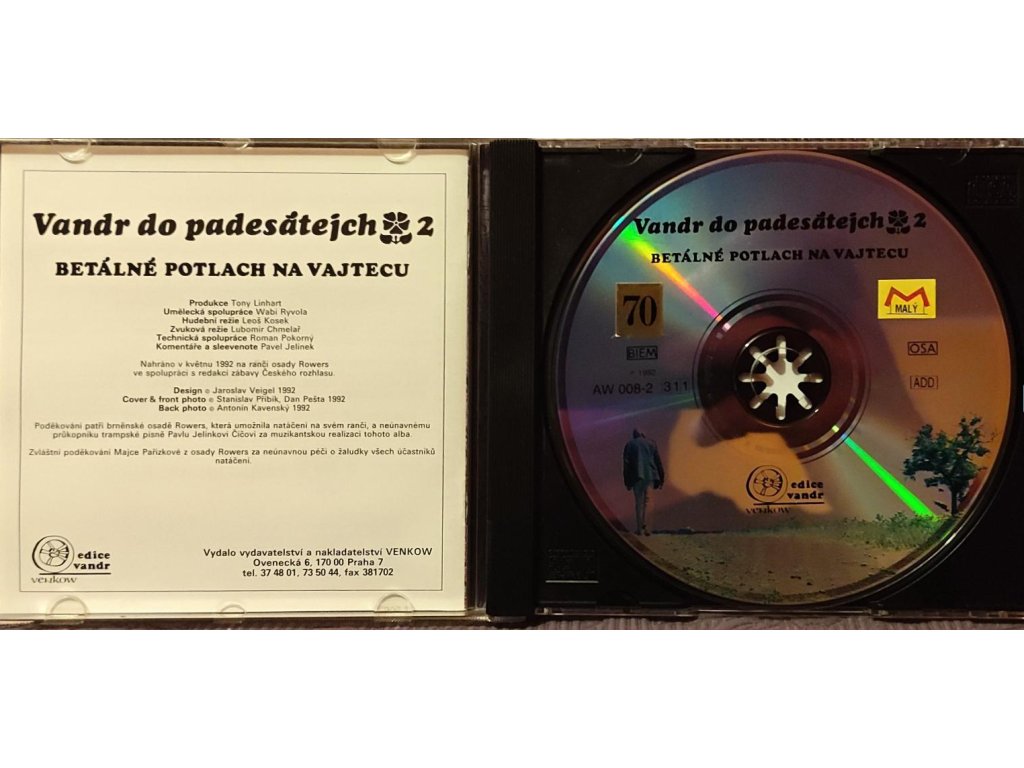 Vandr do padesátejch 2
BETÁLNÉ POTLACH NA VAJTECU
Produkce Tony Linhart
Umělecká spolupráce Wabi Ryvola
Hudební režie Leoš Kosek
Zvuková režie Lubomír Chmelař
Technická spolupráce Roman Pokorný
Komentáře a sleevenote Pavel Jelínek
Nahráno v květnu 1992 na ranči osady Rowers
ve spolupráci s redakcí zábavy Českého rozhlasu.
Design © Jaroslav Veigel 1992
Cover & front photo © Stanislav Přibík, Dan Pešta 1992
Back photo © Antonín Kavenský 1992
Poděkování patří brněnské osadě Rowers, která umožnila natáčení na svém ranči, a neúnavnému
průkopníku trampské písně Pavlu Jelínkovi Číčovi za muzikantskou realizaci tohoto alba.
Zvláštní poděkování Majce Pařízkové z osady Rowers za neúnavnou péči o žaludky všech účastníků
natáčení.
edice
vandr
VENKOW
Vydalo vydavatelství a nakladatelství VENKOW
Ovenecká 6, 170 00 Praha 7
tel. 37 48 01, 73 50 44, fax 381702
Vandr do padesátejch 2
BETÁLNÉ POTLACH NA VAJTECU
70
MALÝ
BIEM
OSA
℗ 1992
AW 008-2 311
ADD
edice
vandr
VENKOW